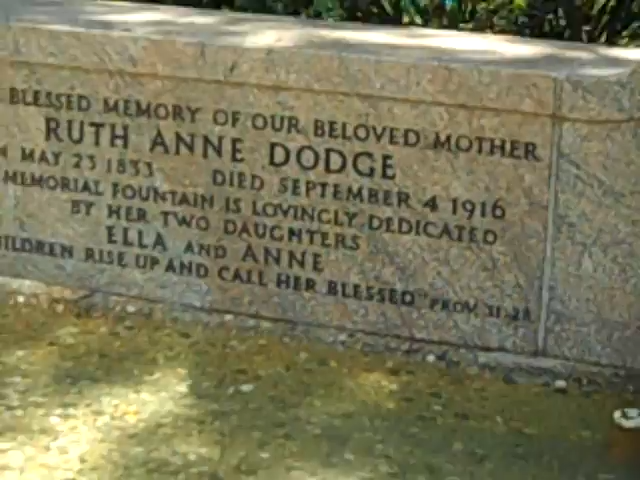 BLESSED MEMORY OF OUR BELOVED MOTHER
RUTH ANNE DODGE
MAY 23 1833 DIED SEPTEMBER 4 1916
MEMORIAL FOUNTAIN IS LOVINGLY DEDICATED
BY HER TWO DAUGHTERS
ELLA AND ANNE
RISE UP AND CALL HER BLESSED" PROV. 31-28